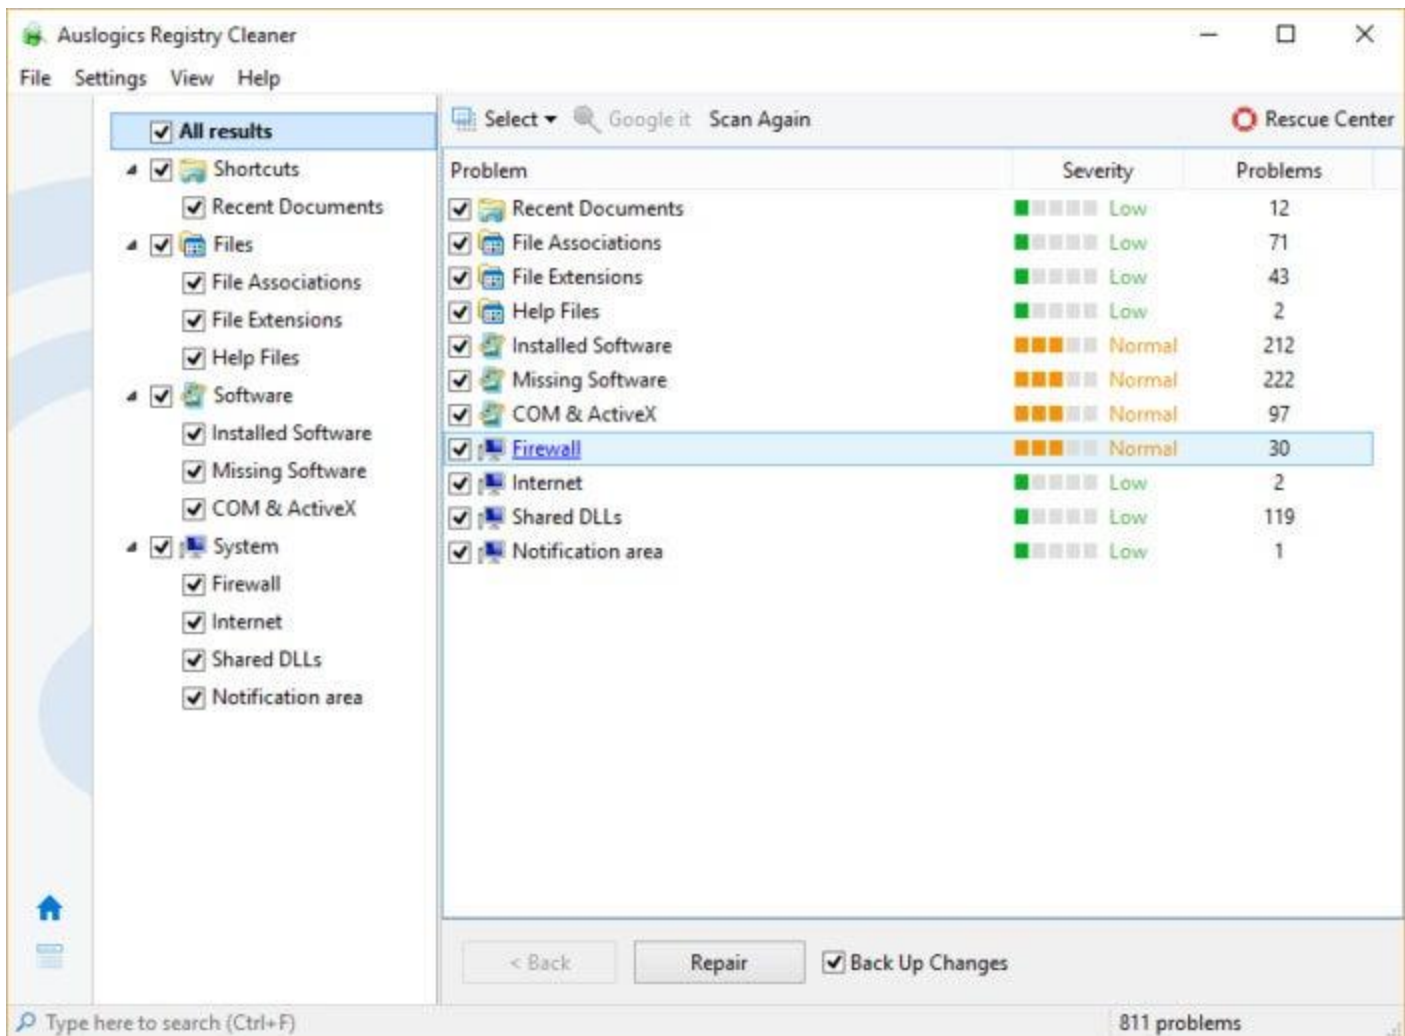 Auslogics Registry Cleaner
File Settings View Help
All results
Shortcuts
Recent Documents
Files
File Associations
File Extensions
Help Files
Software
Installed Software
Missing Software
COM & ActiveX
System
Firewall
Internet
Shared DLLs
Notification area
Select Google it Scan Again Rescue Center
Problem Severity Problems
Recent Documents Low 12
File Associations Low 71
File Extensions Low 43
Help Files Low 2
Installed Software Normal 212
Missing Software Normal 222
COM & ActiveX Normal 97
Firewall Normal 30
Internet Low 2
Shared DLLs Low 119
Notification area Low 1
< Back Repair Back Up Changes
Type here to search (Ctrl+F) 811 problems